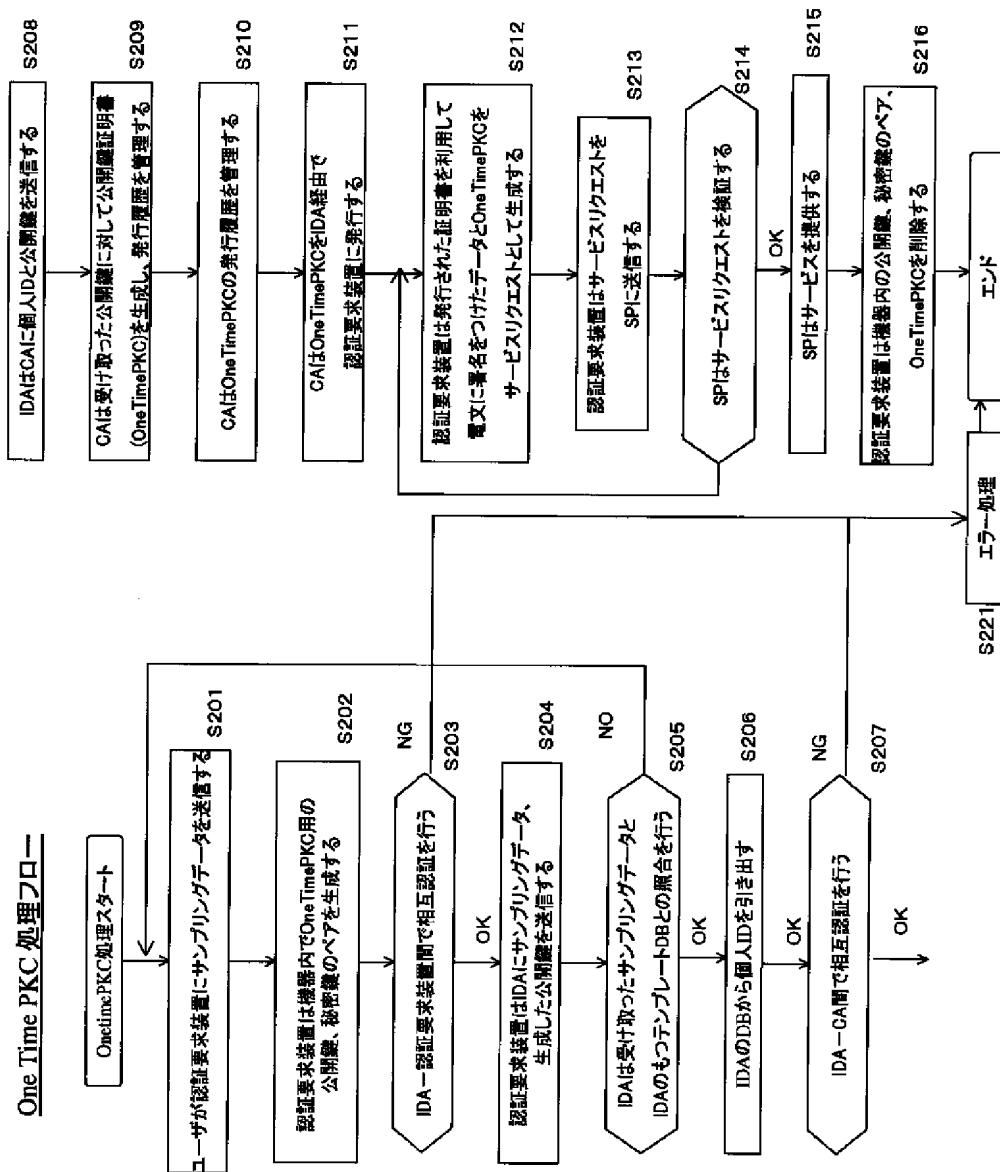 One Time PKC 処理フロー
OnetimePKC処理スタート
ユーザが認証要求装置にサンプリングデータを送信する
S201
認証要求装置は機器内でOneTimePKC用の
公開鍵、秘密鍵のペアを生成する
S202
IDA－認証要求装置間で相互認証を行う
NG
S203
OK
認証要求装置はIDAにサンプリングデータ、
生成した公開鍵を送信する
S204
IDAは受け取ったサンプリングデータと
IDAのもつテンプレートDBとの照合を行う
NO
S205
OK
IDAのDBから個人IDを引き出す
S206
OK
IDA－CA間で相互認証を行う
NG
S207
OK
IDAはCAに個人IDと公開鍵を送信する
S208
CAは受け取った公開鍵に対して公開鍵証明書
(OneTimePKC)を生成し、発行履歴を管理する
S209
CAはOneTimePKCの発行履歴を管理する
S210
CAはOneTimePKCをIDA経由で
認証要求装置に発行する
S211
認証要求装置は発行された証明書を利用して
電文に署名をつけたデータとOneTimePKCを
サービスリクエストとして生成する
S212
認証要求装置はサービスリクエストを
SPに送信する
S213
SPはサービスリクエストを検証する
S214
OK
SPはサービスを提供する
S215
認証要求装置は機器内の公開鍵、秘密鍵のペア、
OneTimePKCを削除する
S216
エラー処理
S221
エンド